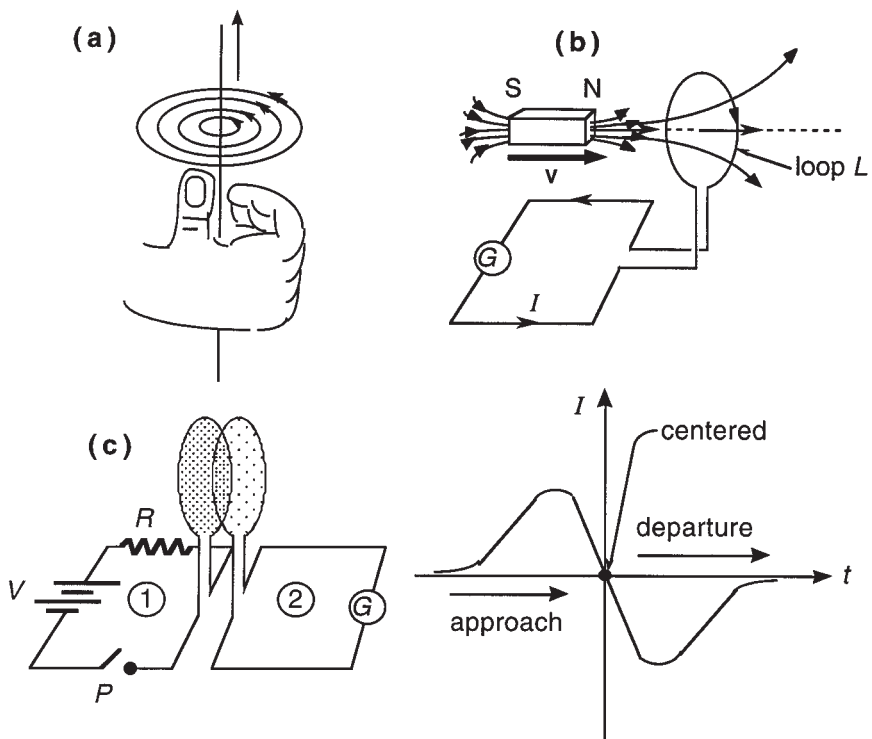 (a)
(b)
S N
v
loop L
G
I
(c)
R
V
1
2
G
P
I
centered
departure
t
approach